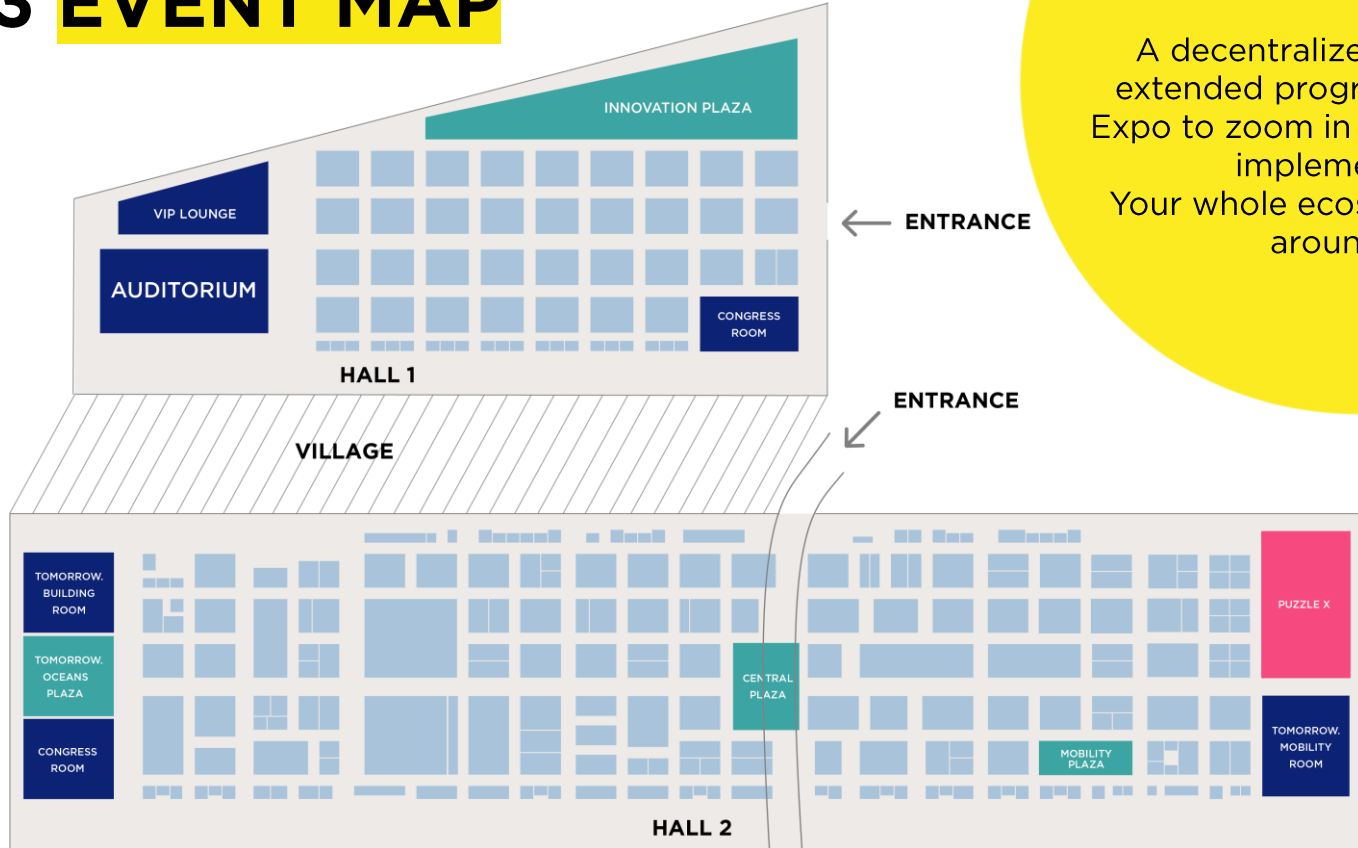 3 EVENT MAP
A decentralize
extended progr
Expo to zoom in
impleme
Your whole ecos
aroun
INNOVATION PLAZA
VIP LOUNGE
AUDITORIUM
ENTRANCE
CONGRESS
ROOM
HALL 1
ENTRANCE
VILLAGE
TOMORROW.
BUILDING
ROOM
TOMORROW.
OCEANS
PLAZA
CONGRESS
ROOM
CENTRAL
PLAZA
MOBILITY
PLAZA
PUZZLE X
TOMORROW.
MOBILITY
ROOM
HALL 2